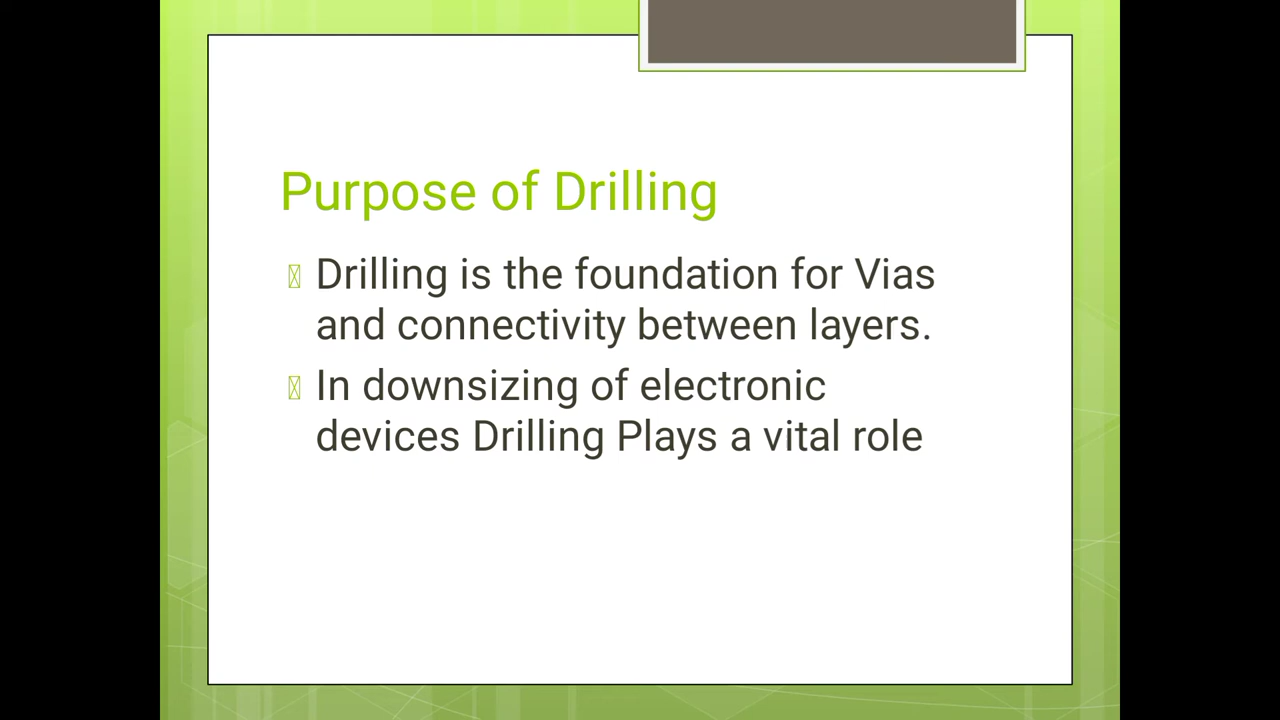 Purpose of Drilling
Drilling is the foundation for Vias
and connectivity between layers.
In downsizing of electronic
devices Drilling Plays a vital role